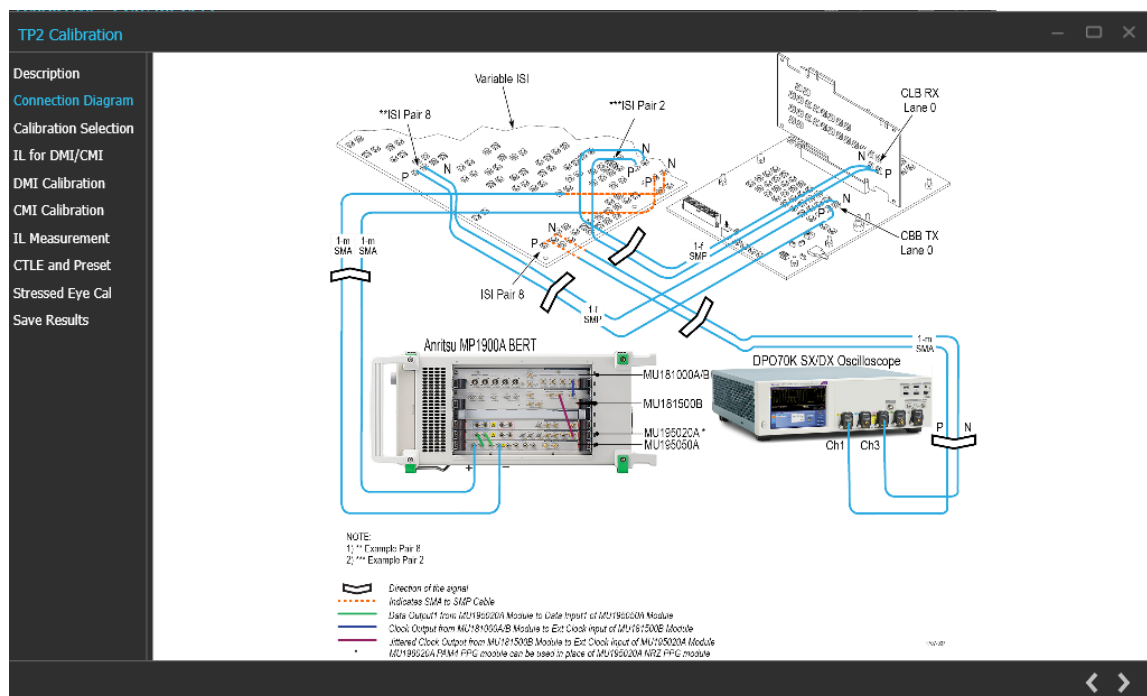 TP2 Calibration
Description
Connection Diagram
Calibration Selection
IL for DMI/CMI
DMI Calibration
CMI Calibration
IL Measurement
CTLE and Preset
Stressed Eye Cal
Save Results
Variable ISI
**ISI Pair 8
***ISI Pair 2
CLB RX
Lane 0
N
P
N
P
N
P
N
P
N
P
N
P
CBB TX
Lane 0
1-m
SMA
1-m
SMA
ISI Pair 8
1-f
SMP
1-f
SMP
1-m
SMA
Anritsu MP1900A BERT
DPO70K SX/DX Oscilloscope
MU181000A/B
MU181500B
MU195020A *
MU195050A
Ch1
Ch3
P
N
+
−
NOTE:
1) ** Example Pair 8
2) *** Example Pair 2
Direction of the signal
Indicates SMA to SMP Cable
Data Output1 from MU195020A Module to Data Input1 of MU195050A Module
Clock Output from MU181000A/B Module to Ext Clock Input of MU181500B Module
Jittered Clock Output from MU181500B Module to Ext Clock Input of MU195020A Module
* MU196020A PAM4 PPG module can be used in place of MU195020A NRZ PPG module